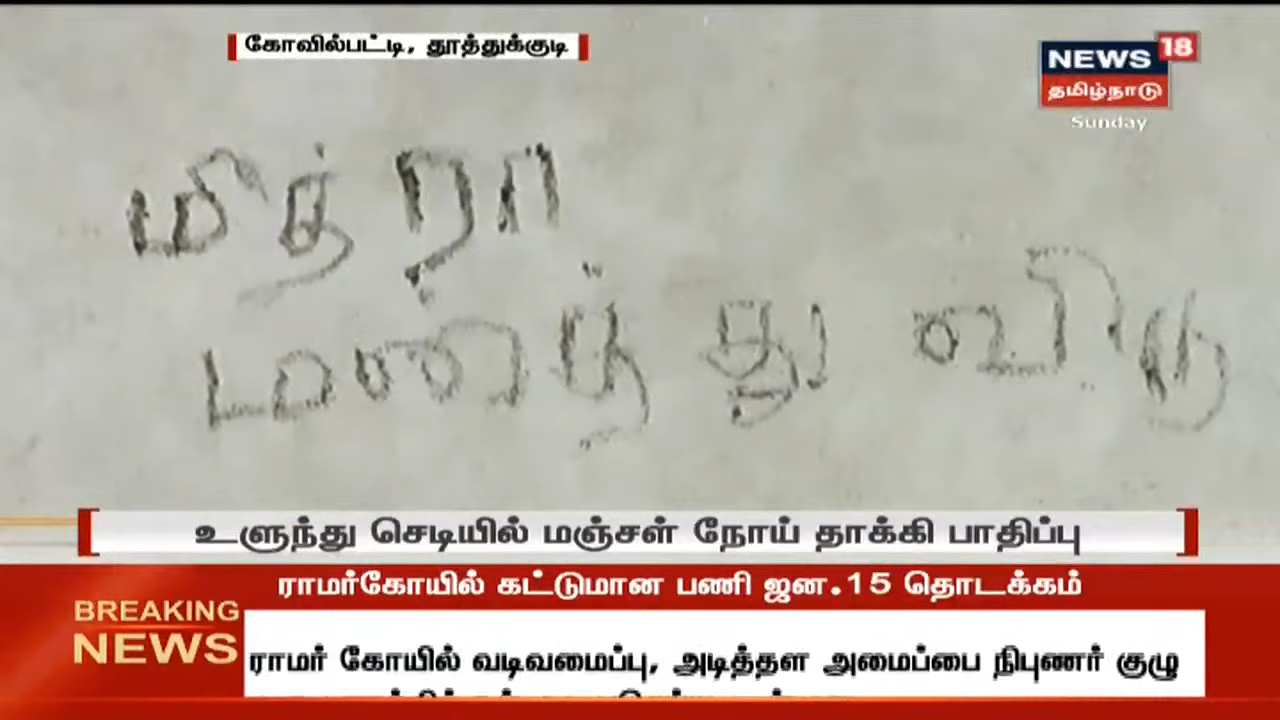 கோவில்பட்டி, தூத்துக்குடி
NEWS 18
தமிழ்நாடு
Sunday
மித்ரா
மணந்து விடு
உளுந்து செடியில் மஞ்சள் நோய் தாக்கி பாதிப்பு
ராமர்கோயில் கட்டுமான பணி ஜன.15 தொடக்கம்
BREAKING
NEWS
ராமர் கோயில் வடிவமைப்பு, அடித்தள அமைப்பை நிபுணர் குழு